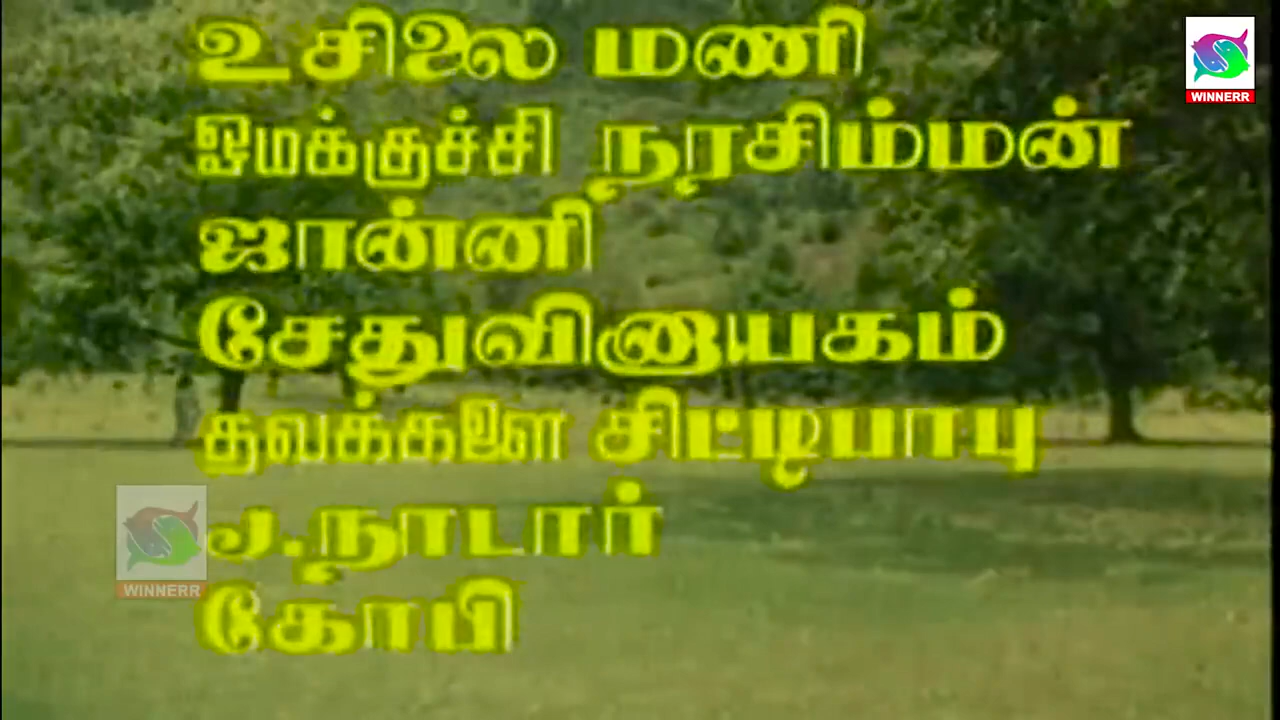 உசிலை மணி
ஓமக்குச்சி நரசிம்மன்
ஜான்னி
சேதுவினாயகம்
தவக்களை சிட்டிபாபு
J.நாடார்
கோபி
WINNERR
WINNERR